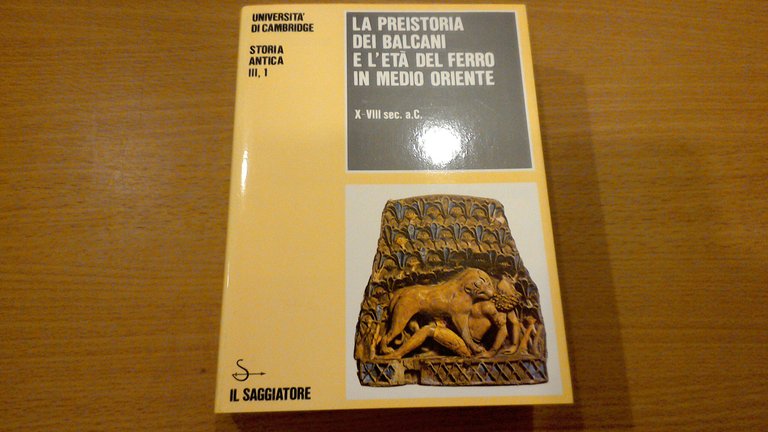 UNIVERSITA'
DI CAMBRIDGE
STORIA
ANTICA
III, 1
LA PREISTORIA
DEI BALCANI
E L'ETÀ DEL FERRO
IN MEDIO ORIENTE
X-VIII sec. a.C.
IL SAGGIATORE